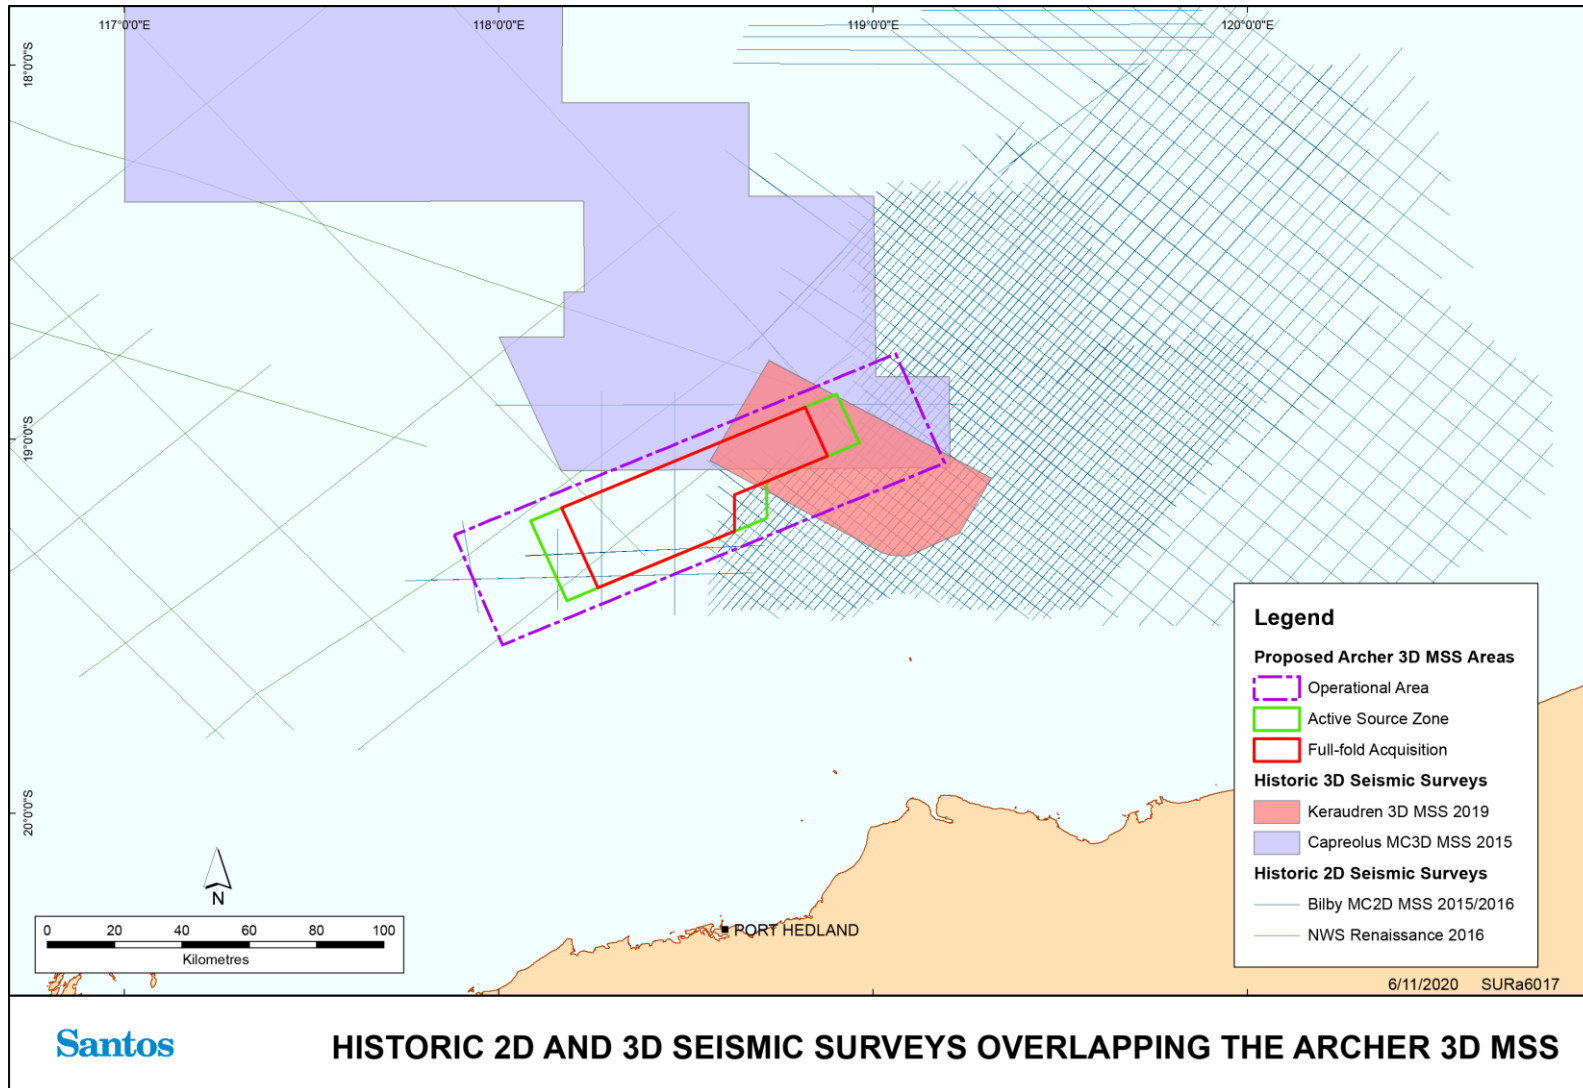 117°0'0"E
118°0'0"E
119°0'0"E
120°0'0"E
18°0'0"S
19°0'0"S
20°0'0"S
Legend
Proposed Archer 3D MSS Areas
Operational Area
Active Source Zone
Full-fold Acquisition
Historic 3D Seismic Surveys
Keraudren 3D MSS 2019
Capreolus MC3D MSS 2015
Historic 2D Seismic Surveys
Bilby MC2D MSS 2015/2016
NWS Renaissance 2016
N
0 20 40 60 80 100
Kilometres
PORT HEDLAND
6/11/2020 SURa6017
Santos
HISTORIC 2D AND 3D SEISMIC SURVEYS OVERLAPPING THE ARCHER 3D MSS